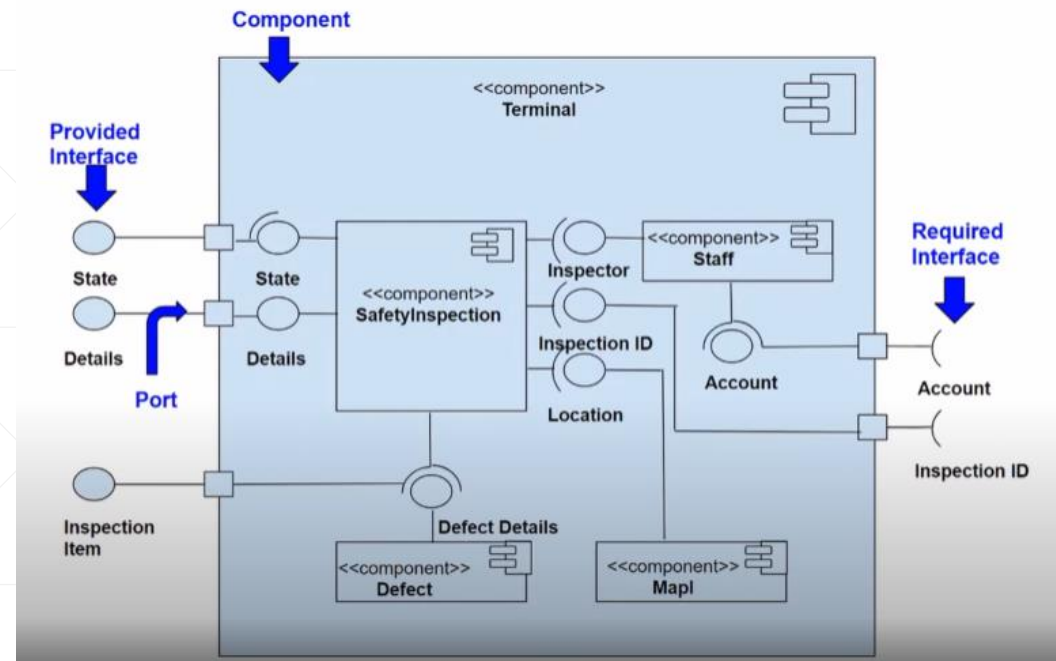 Component
<<component>>
Terminal
Provided
Interface
State
Details
Port
State
Details
<<component>>
SafetyInspection
Inspector
Inspection ID
Location
<<component>>
Staff
Account
Required
Interface
Account
Inspection ID
Inspection
Item
Defect Details
<<component>>
Defect
<<component>>
Mapl